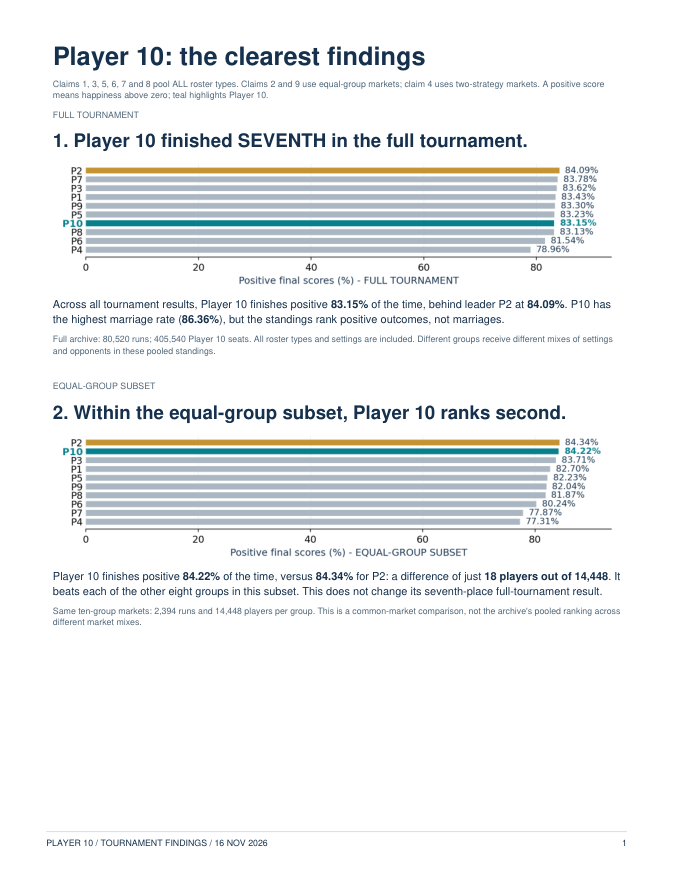 Player 10: the clearest findings
Claims 1, 3, 5, 6, 7 and 8 pool ALL roster types. Claims 2 and 9 use equal-group markets; claim 4 uses two-strategy markets. A positive score
means happiness above zero; teal highlights Player 10.
FULL TOURNAMENT
1. Player 10 finished SEVENTH in the full tournament.
P2 84.09%
P7 83.78%
P3 83.62%
P1 83.43%
P9 83.30%
P5 83.23%
P10 83.15%
P8 83.13%
P6 81.54%
P4 78.96%
0 20 40 60 80
Positive final scores (%) - FULL TOURNAMENT
Across all tournament results, Player 10 finishes positive 83.15% of the time, behind leader P2 at 84.09%. P10 has
the highest marriage rate (86.36%), but the standings rank positive outcomes, not marriages.
Full archive: 80,520 runs; 405,540 Player 10 seats. All roster types and settings are included. Different groups receive different mixes of settings
and opponents in these pooled standings.
EQUAL-GROUP SUBSET
2. Within the equal-group subset, Player 10 ranks second.
P2 84.34%
P10 84.22%
P3 83.71%
P1 82.70%
P5 82.23%
P9 82.04%
P8 81.87%
P6 80.24%
P7 77.87%
P4 77.31%
0 20 40 60 80
Positive final scores (%) - EQUAL-GROUP SUBSET
Player 10 finishes positive 84.22% of the time, versus 84.34% for P2: a difference of just 18 players out of 14,448. It
beats each of the other eight groups in this subset. This does not change its seventh-place full-tournament result.
Same ten-group markets: 2,394 runs and 14,448 players per group. This is a common-market comparison, not the archive's pooled ranking across
different market mixes.
PLAYER 10 / TOURNAMENT FINDINGS / 16 NOV 2026 1